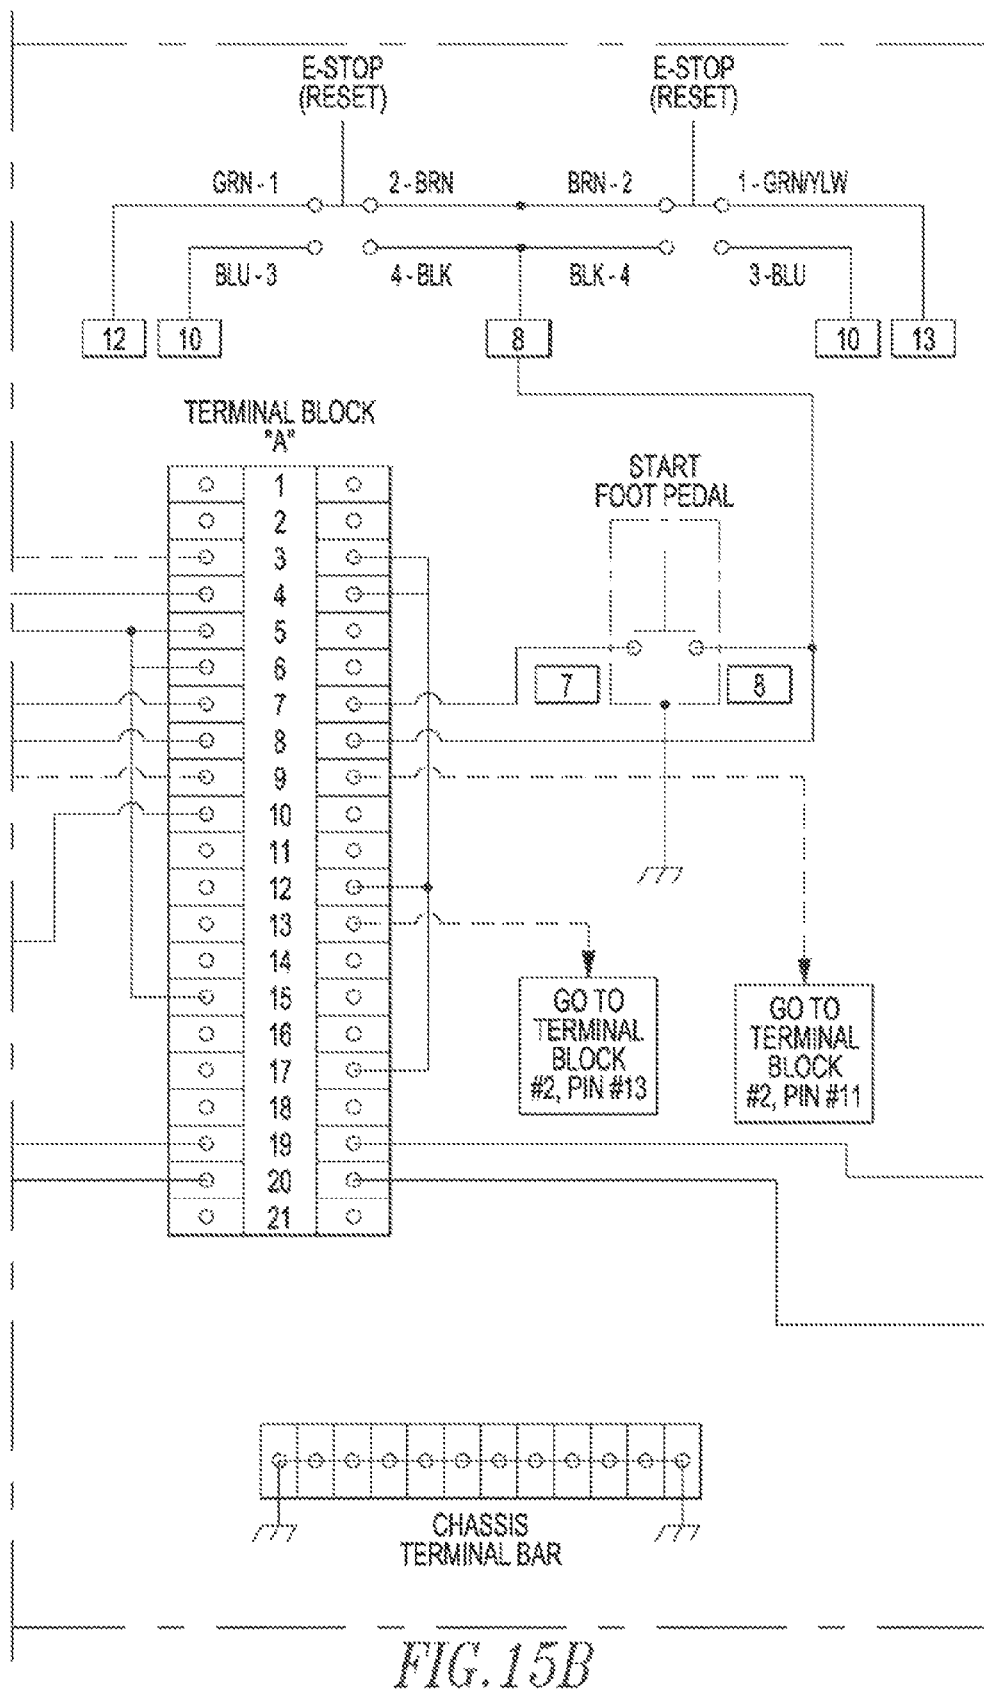 E-STOP
(RESET)
E-STOP
(RESET)
GRN - 1
2 - BRN
BRN - 2
1 - GRN/YLW
BLU - 3
4 - BLK
BLK - 4
3 - BLU
12
10
8
10
13
TERMINAL BLOCK
"A"
START
FOOT PEDAL
1
2
3
4
5
6
7
8
9
10
11
12
13
14
15
16
17
18
19
20
21
7
8
GO TO
TERMINAL
BLOCK
#2, PIN #13
GO TO
TERMINAL
BLOCK
#2, PIN #11
CHASSIS
TERMINAL BAR
FIG. 15B